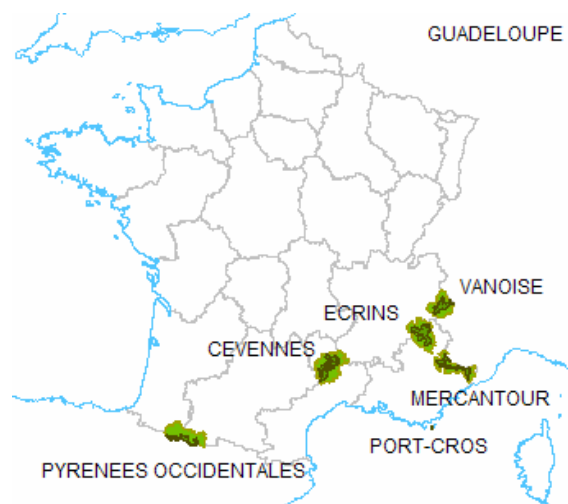 GUADELOUPE
VANOISE
ECRINS
CEVENNES
MERCANTOUR
PORT-CROS
PYRENEES OCCIDENTALES